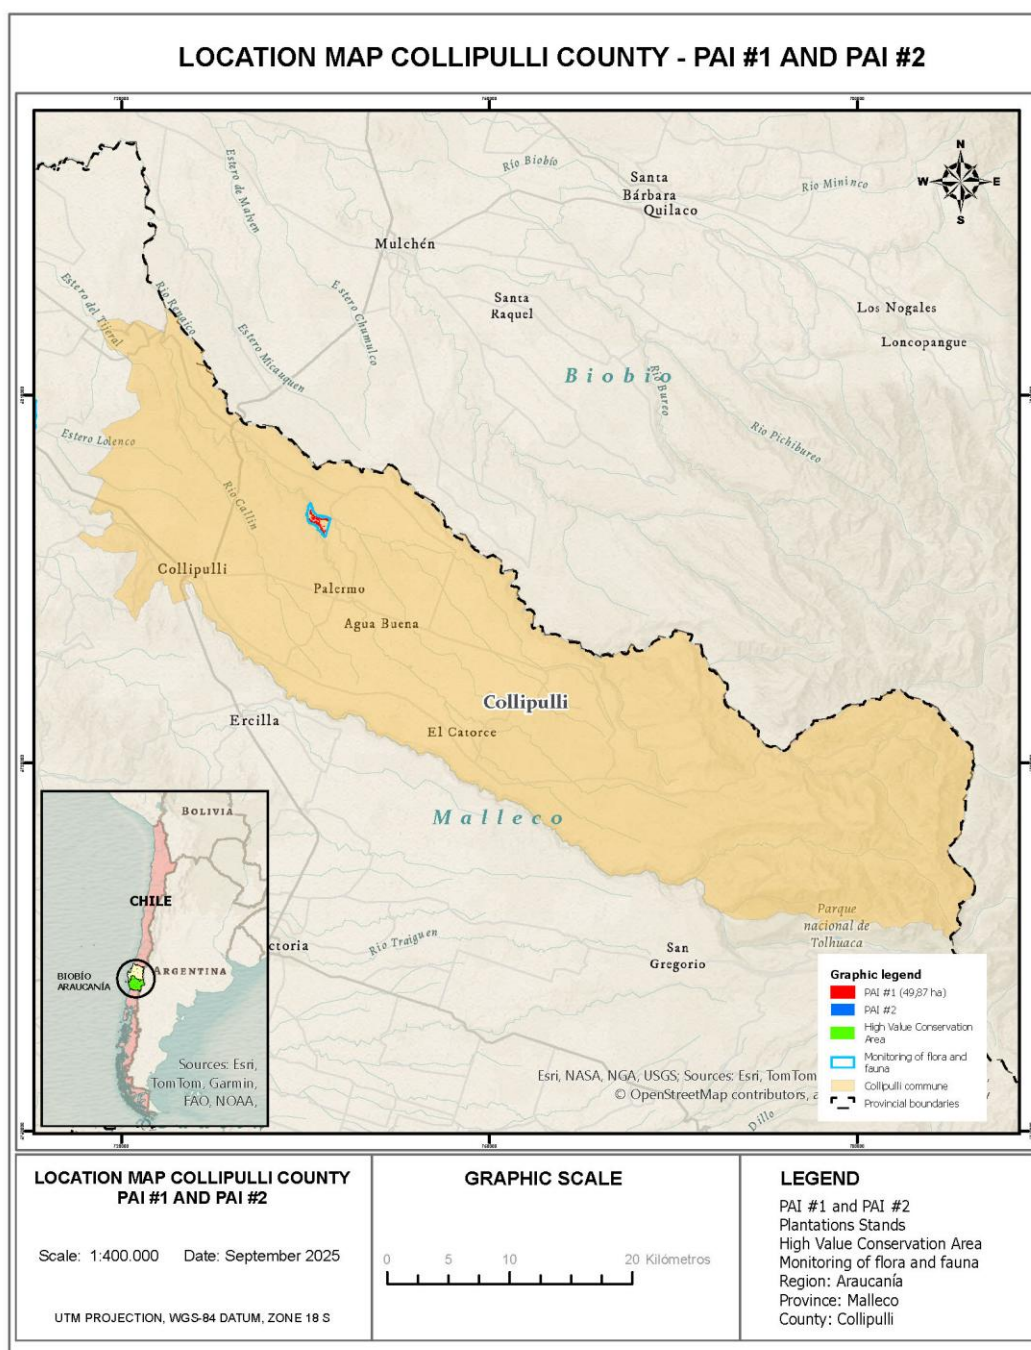 LOCATION MAP COLLIPULLI COUNTY - PAI #1 AND PAI #2
N
W
E
S
Río Biobío
Santa
Bárbara
Quilaco
Río Mininco
Estero de Malven
Mulchén
Estero del Tijeral
Río Renaico
Estero Chumulco
Santa
Raquel
Los Nogales
Estero Micauquen
Loncopangue
Biobío
Río Bureo
Estero Lolenco
Río Pichibureo
Río Callin
Collipulli
Palermo
Agua Buena
Collipulli
Ercilla
El Catorce
Malleco
BOLIVIA
CHILE
ctoria
Río Traiguen
Parque
nacional de
Tolhuaca
San
Gregorio
BIOBÍO
ARAUCANÍA
ARGENTINA
Sources: Esri,
TomTom, Garmin,
FAO, NOAA,
Graphic legend
PAI #1 (49,87 ha)
PAI #2
High Value Conservation
Area
Monitoring of flora and
fauna
Collipulli commune
Provincial boundaries
Esri, NASA, NGA, USGS; Sources: Esri, TomTom
© OpenStreetMap contributors, a
Dillo
LOCATION MAP COLLIPULLI COUNTY
PAI #1 AND PAI #2
Scale: 1:400.000 Date: September 2025
UTM PROJECTION, WGS-84 DATUM, ZONE 18 S
GRAPHIC SCALE
0 5 10 20 Kilómetros
LEGEND
PAI #1 and PAI #2
Plantations Stands
High Value Conservation Area
Monitoring of flora and fauna
Region: Araucanía
Province: Malleco
County: Collipulli